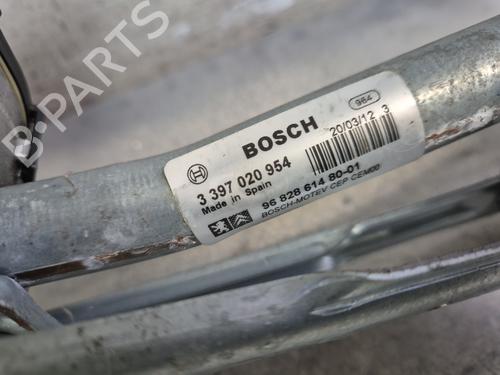 984
BOSCH
20/03/12 3
3 397 020 954
Made in Spain
96 828 614 80-01
BOSCH-MOTEV CEP CEM00
B-PARTS